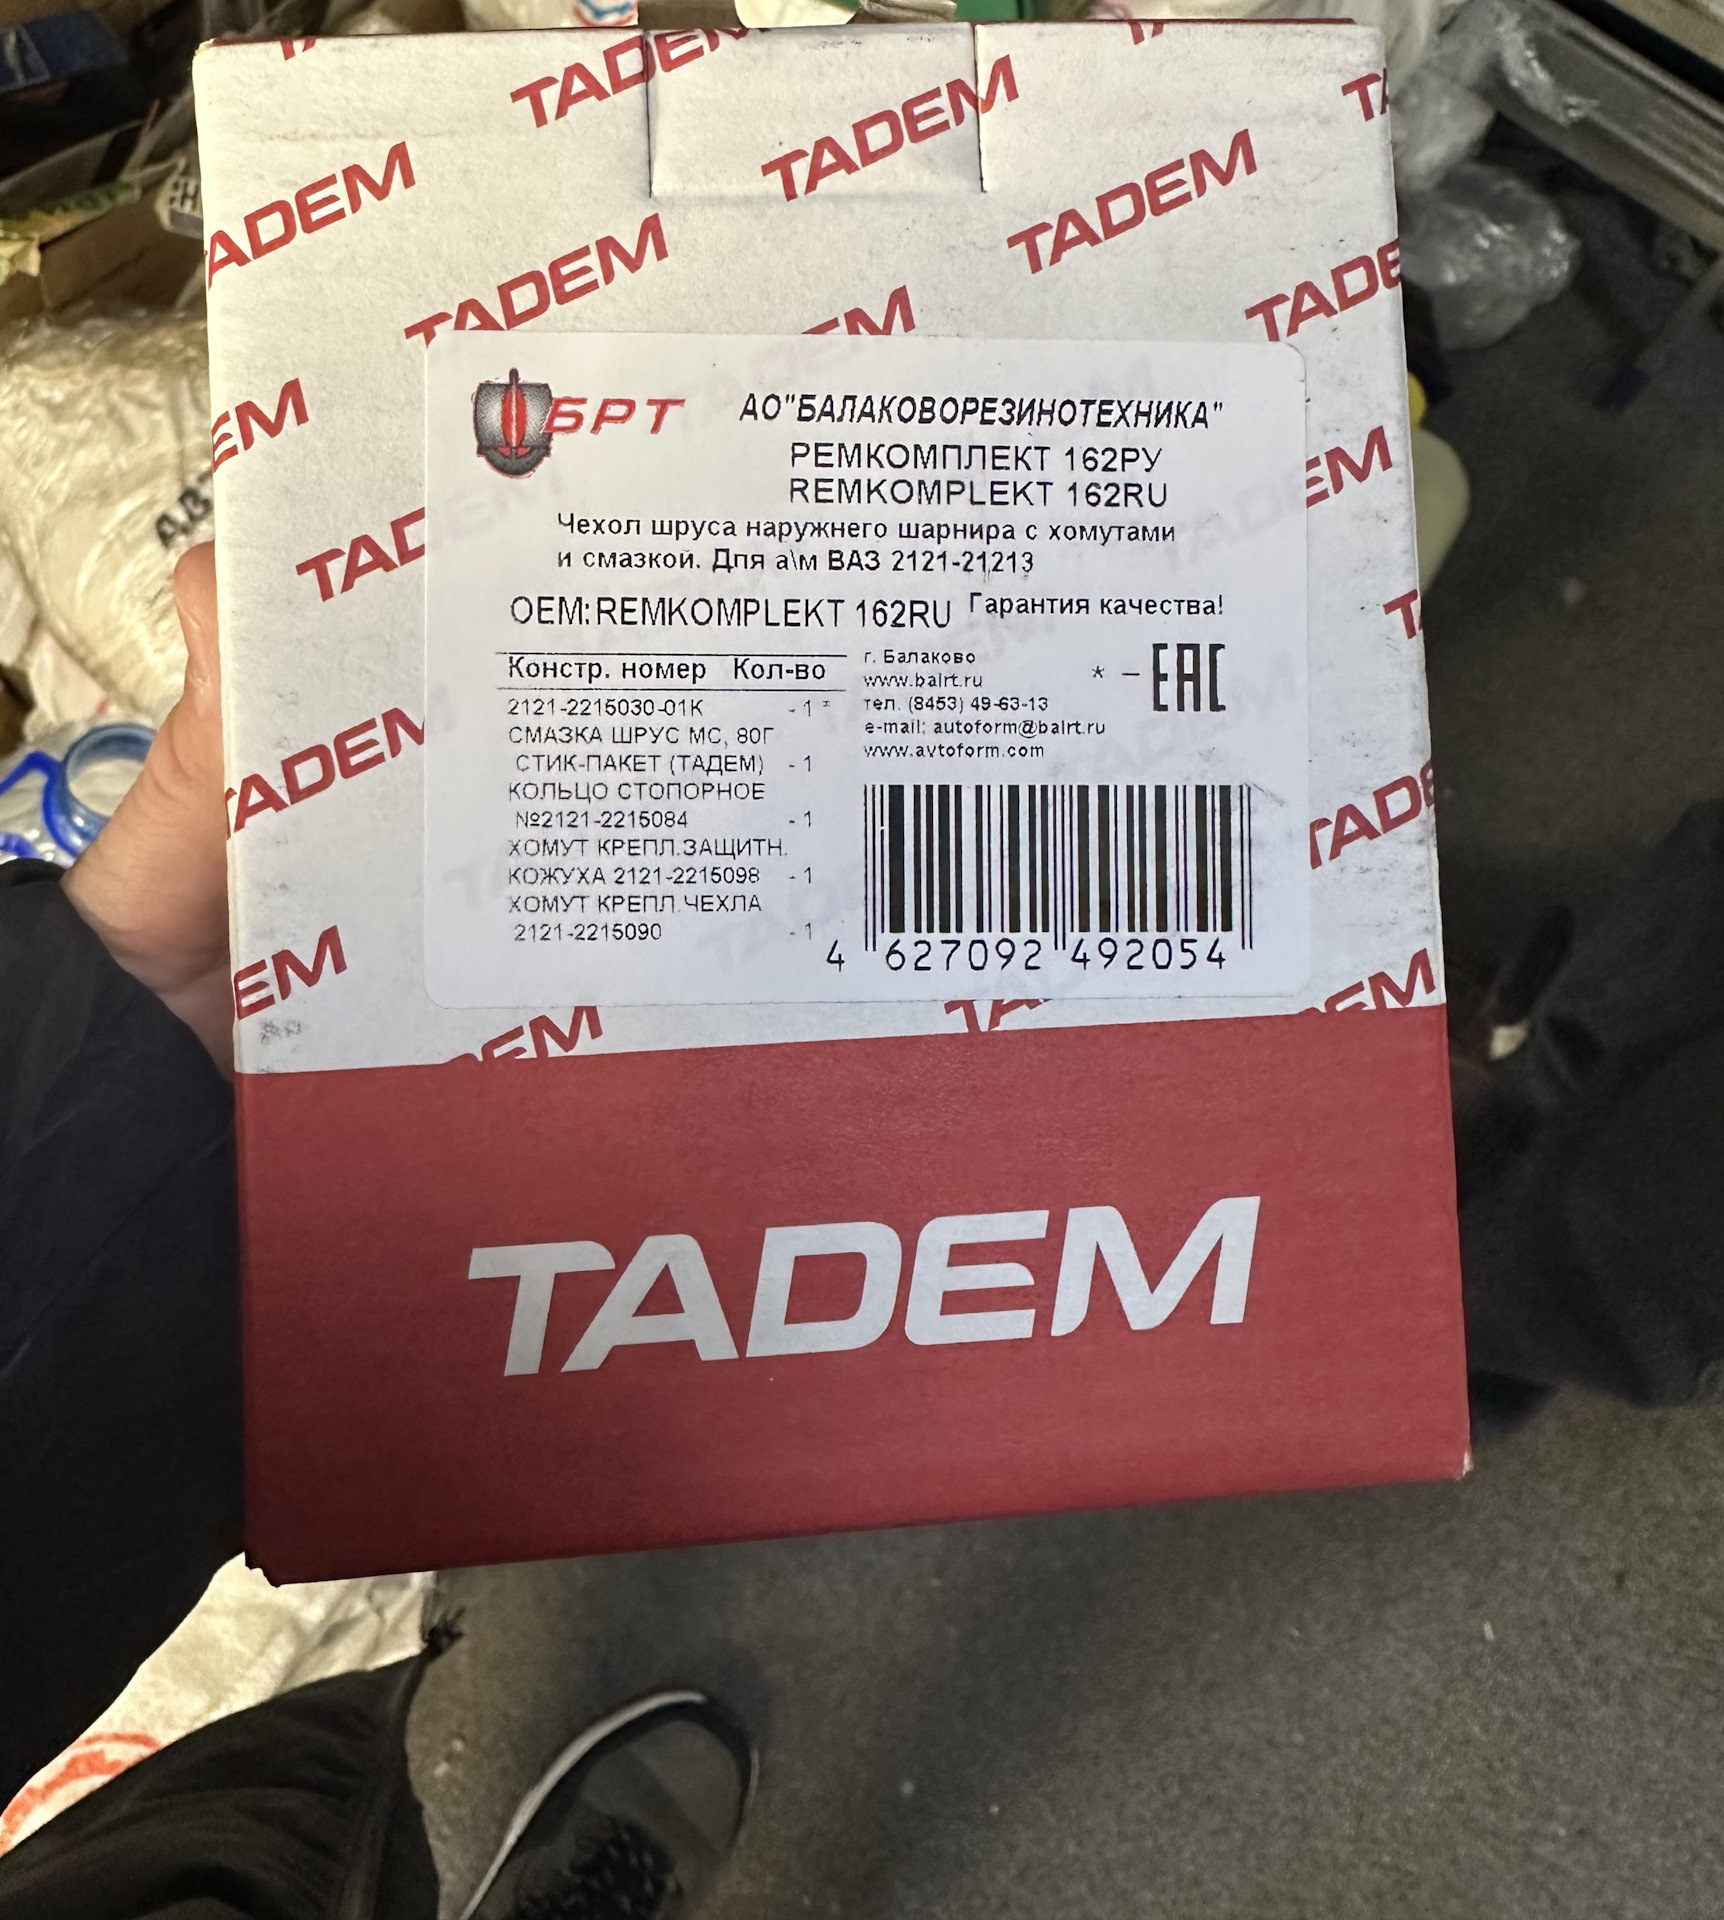 TADEM
TADEM
TADEM
TADEM
TADEM
БРТ
АО"БАЛАКОВОРЕЗИНОТЕХНИКА"
РЕМКОМПЛЕКТ 162РУ
REMKOMPLEKT 162RU
Чехол шруса наружнего шарнира с хомутами
и смазкой. Для а\м ВАЗ 2121-21213
OEM: REMKOMPLEKT 162RU Гарантия качества!
Констр. номер Кол-во
2121-2215030-01К - 1 *
СМАЗКА ШРУС МС, 80Г
СТИК-ПАКЕТ (ТАДЕМ) - 1
КОЛЬЦО СТОПОРНОЕ
№2121-2215084 - 1
ХОМУТ КРЕПЛ.ЗАЩИТН.
КОЖУХА 2121-2215098 - 1
ХОМУТ КРЕПЛ.ЧЕХЛА
2121-2215090 - 1
г. Балаково
www.balrt.ru
тел. (8453) 49-63-13
e-mail: autoform@balrt.ru
www.avtoform.com
* – EAC
4 627092 492054
TADEM